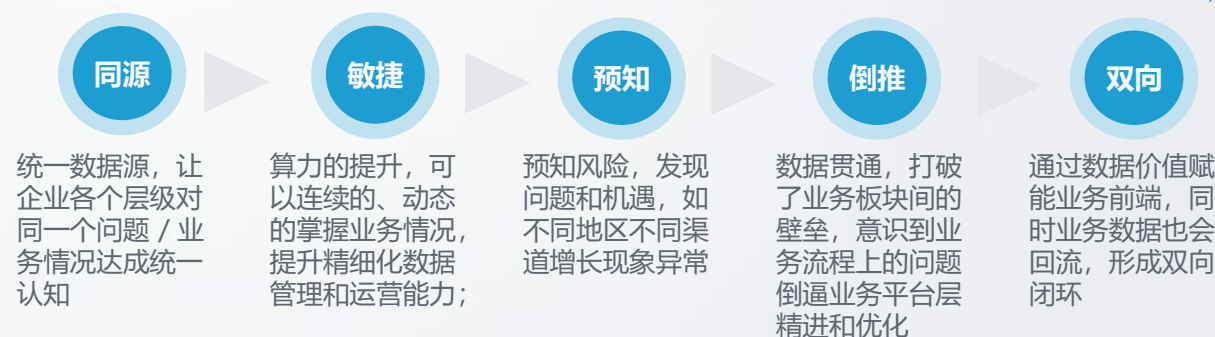 同源
统一数据源，让
企业各个层级对
同一个问题 / 业
务情况达成统一
认知
敏捷
算力的提升，可
以连续的、动态
的掌握业务情况，
提升精细化数据
管理和运营能力；
预知
预知风险，发现
问题和机遇，如
不同地区不同渠
道增长现象异常
倒推
数据贯通，打破
了业务板块间的
壁垒，意识到业
务流程上的问题
倒逼业务平台层
精进和优化
双向
通过数据价值赋
能业务前端，同
时业务数据也会
回流，形成双向
闭环